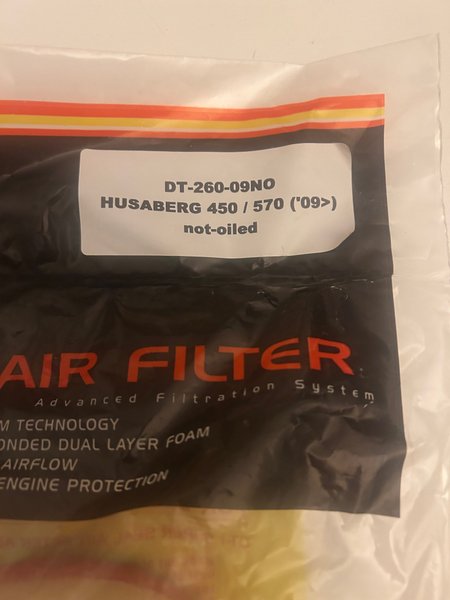 DT-260-09NO
HUSABERG 450 / 570 ('09>)
not-oiled
AIR FILTER
Advanced Filtration System
M TECHNOLOGY
ONDED DUAL LAYER FOAM
AIRFLOW
ENGINE PROTECTION